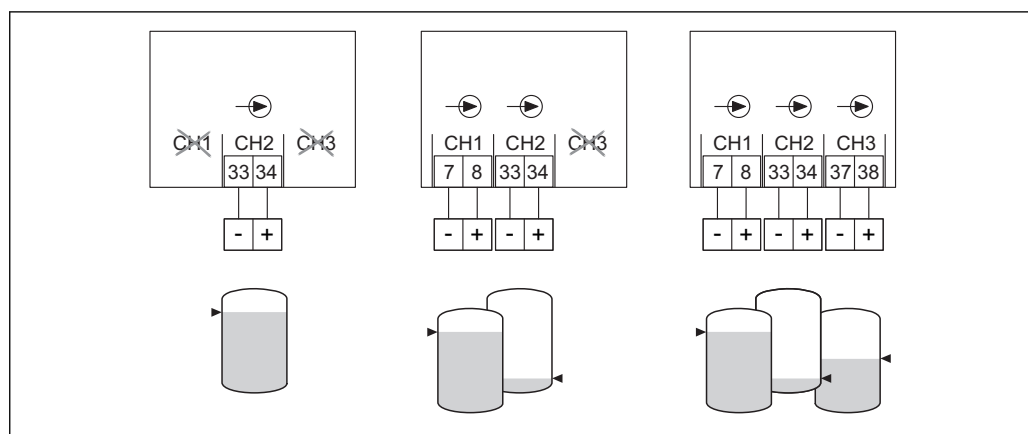 CH1 CH2 CH3
33 34
- +
CH1 CH2 CH3
7 8 33 34
- + - +
CH1 CH2 CH3
7 8 33 34 37 38
- + - + - +